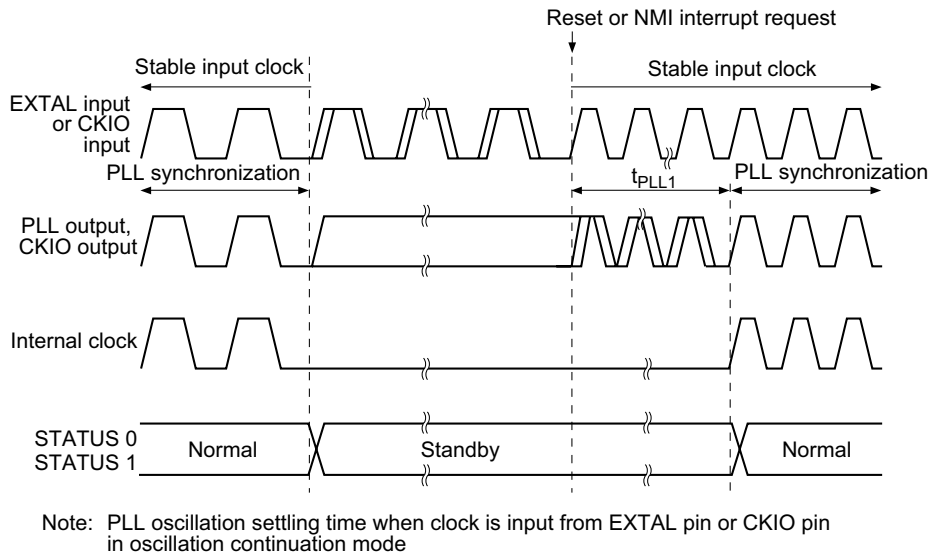 Reset or NMI interrupt request
Stable input clock
Stable input clock
EXTAL input
or CKIO
input
PLL synchronization
tPLL1
PLL synchronization
PLL output,
CKIO output
Internal clock
STATUS 0
STATUS 1
Normal
Standby
Normal
Note: PLL oscillation settling time when clock is input from EXTAL pin or CKIO pin
in oscillation continuation mode